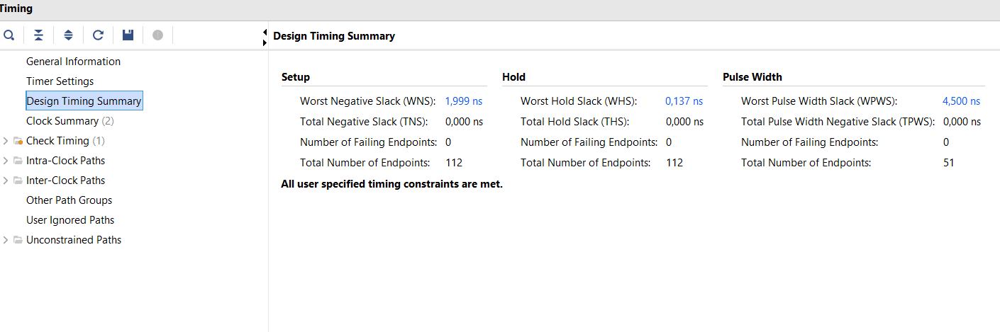 Timing
Design Timing Summary
General Information
Timer Settings
Design Timing Summary
Clock Summary (2)
Check Timing (1)
Intra-Clock Paths
Inter-Clock Paths
Other Path Groups
User Ignored Paths
Unconstrained Paths
Setup
Worst Negative Slack (WNS): 1,999 ns
Total Negative Slack (TNS): 0,000 ns
Number of Failing Endpoints: 0
Total Number of Endpoints: 112
Hold
Worst Hold Slack (WHS): 0,137 ns
Total Hold Slack (THS): 0,000 ns
Number of Failing Endpoints: 0
Total Number of Endpoints: 112
Pulse Width
Worst Pulse Width Slack (WPWS): 4,500 ns
Total Pulse Width Negative Slack (TPWS): 0,000 ns
Number of Failing Endpoints: 0
Total Number of Endpoints: 51
All user specified timing constraints are met.